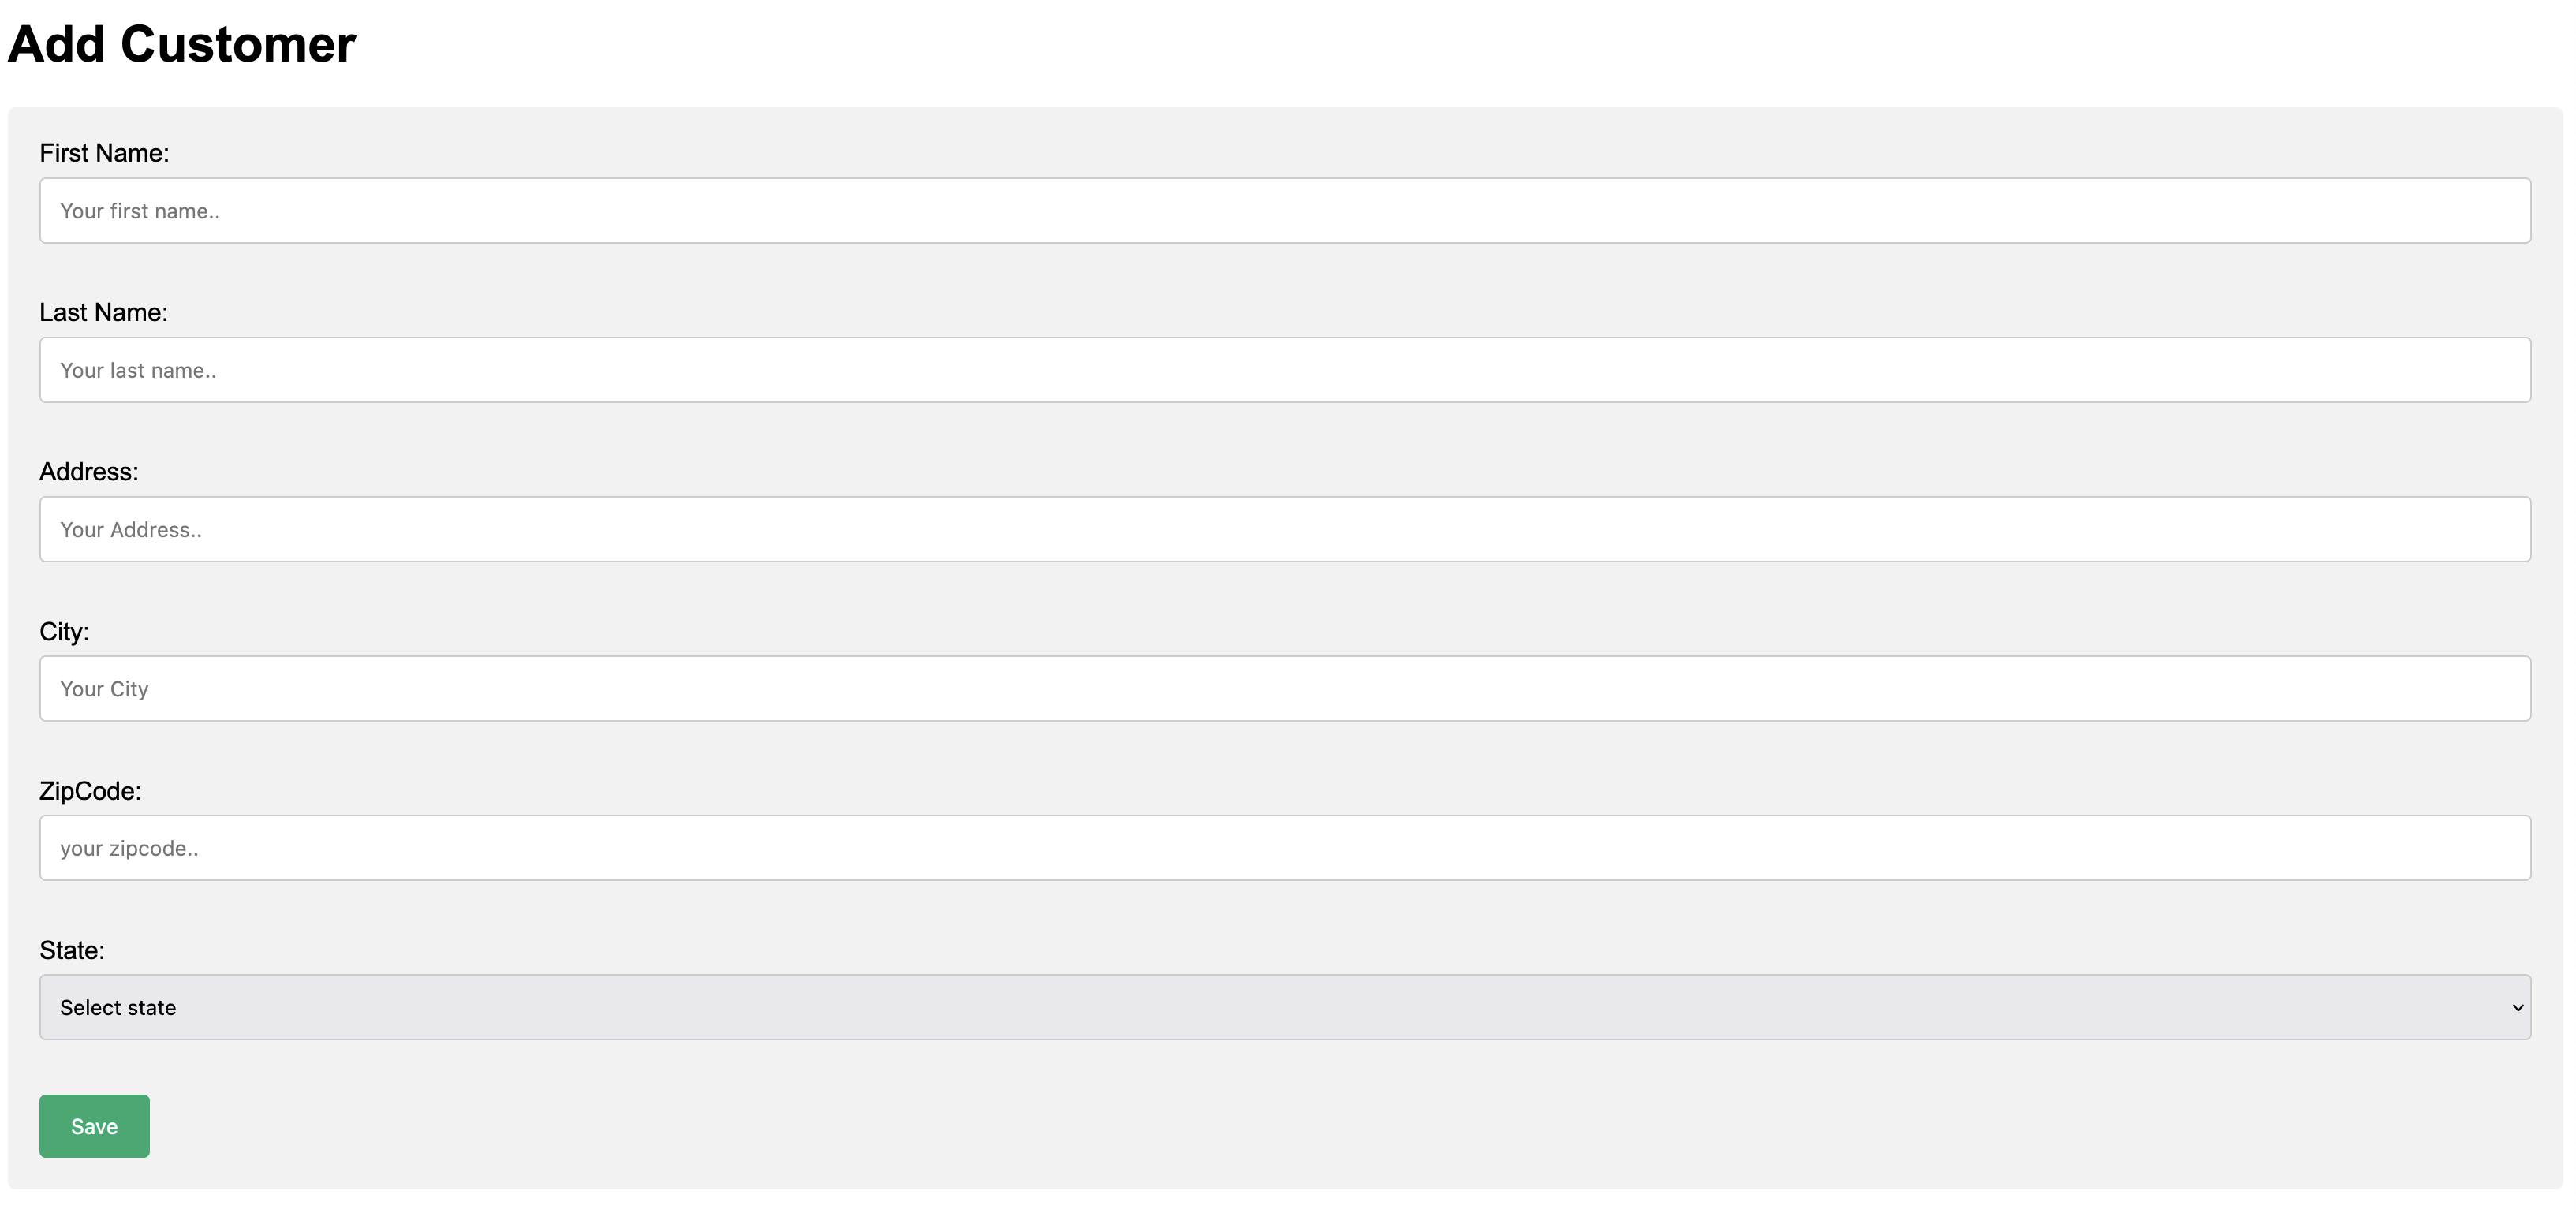 Add Customer
First Name:
Your first name..
Last Name:
Your last name..
Address:
Your Address..
City:
Your City
ZipCode:
your zipcode..
State:
Select state
Save